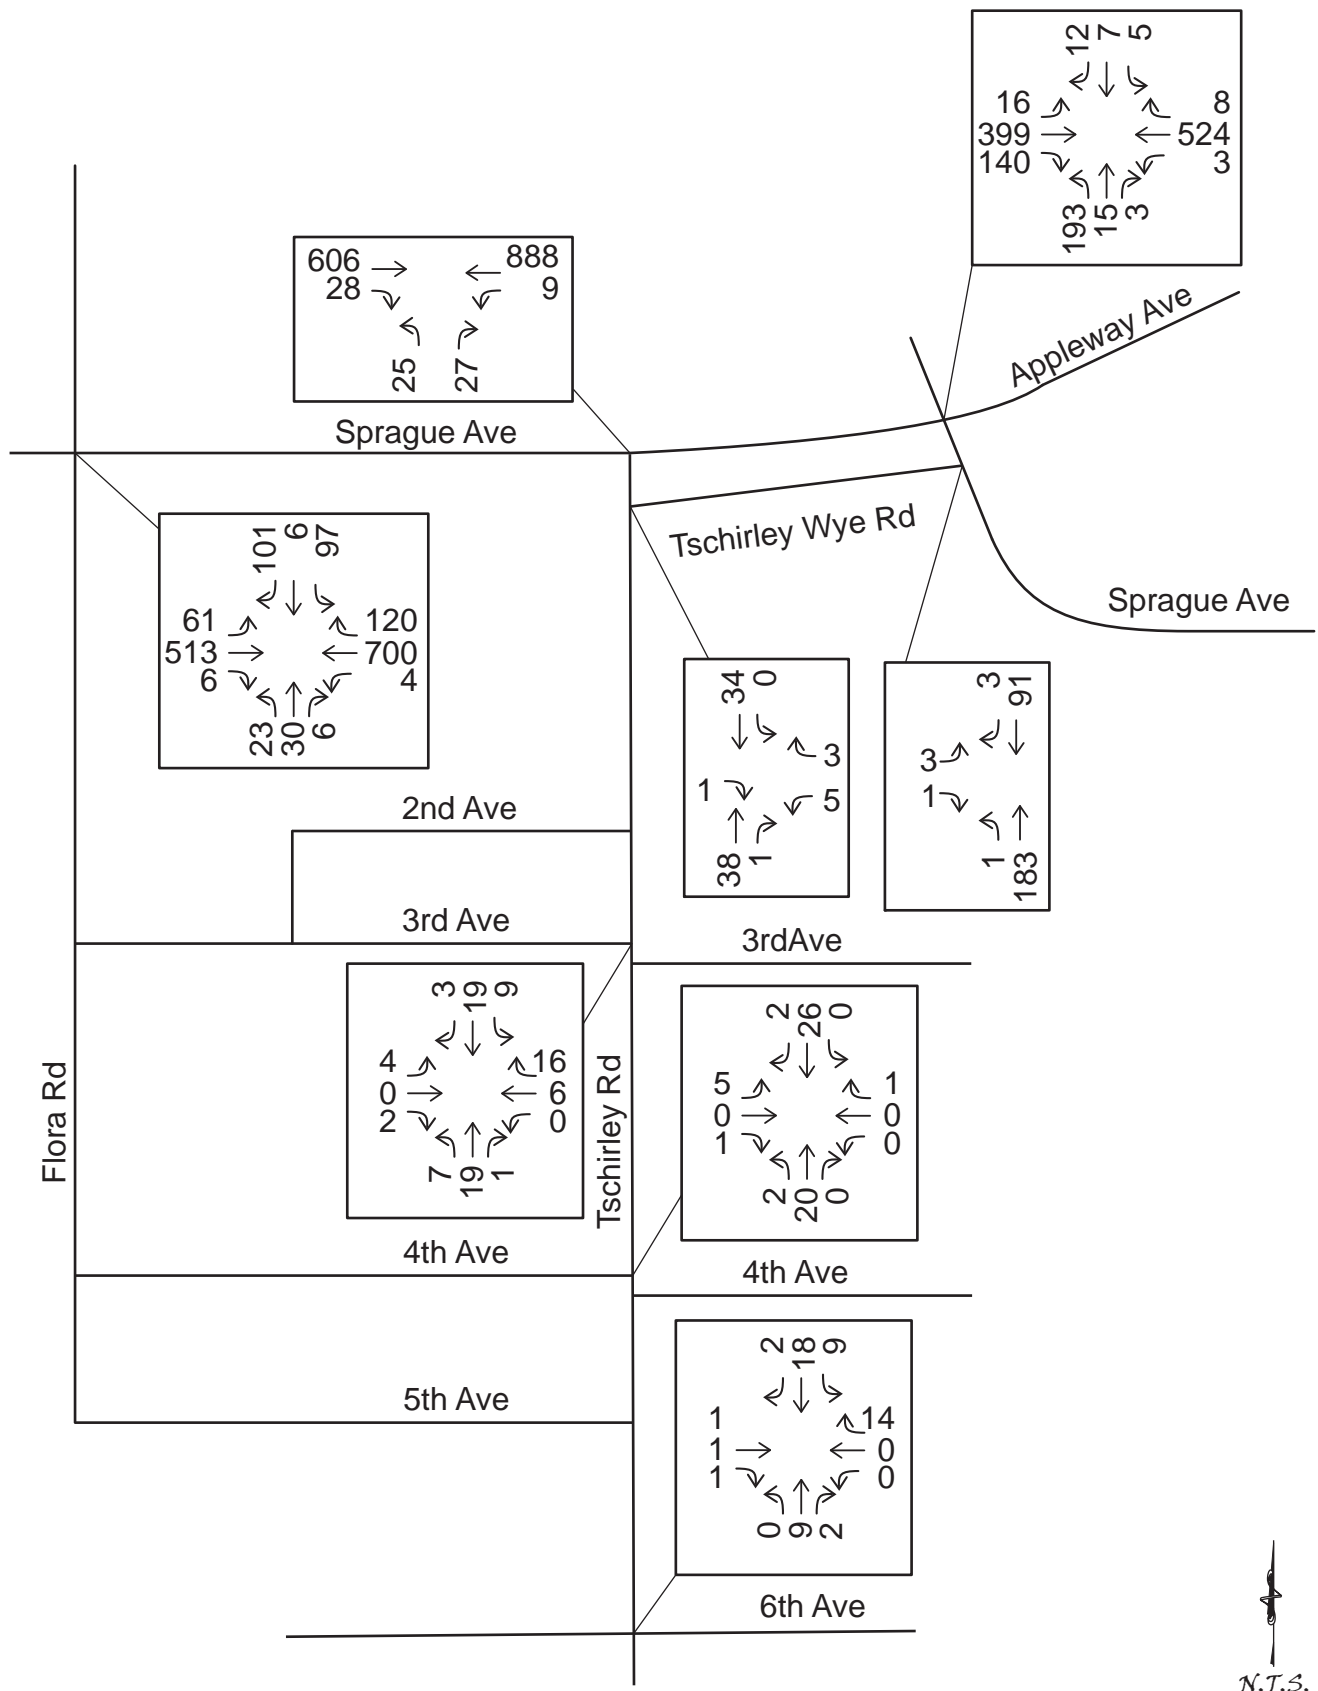 12 7 5
16 8
399 524
140 3
193 15 3
606 888
28 9
25 27
Appleway Ave
Sprague Ave
Tschirley Wye Rd
101 6 97
61 120
513 700
6 4
23 30 6
Sprague Ave
34 0
3
1 5
38 1
3 91
3
1
1 183
2nd Ave
3rd Ave
3rdAve
Flora Rd
Tschirley Rd
3 19 9
4 16
0 6
2 0
7 19 1
2 26 0
5 1
0 0
1 0
2 20 0
4th Ave
4th Ave
2 18 9
1 14
1 0
1 0
0 9 2
5th Ave
6th Ave
N.T.S.